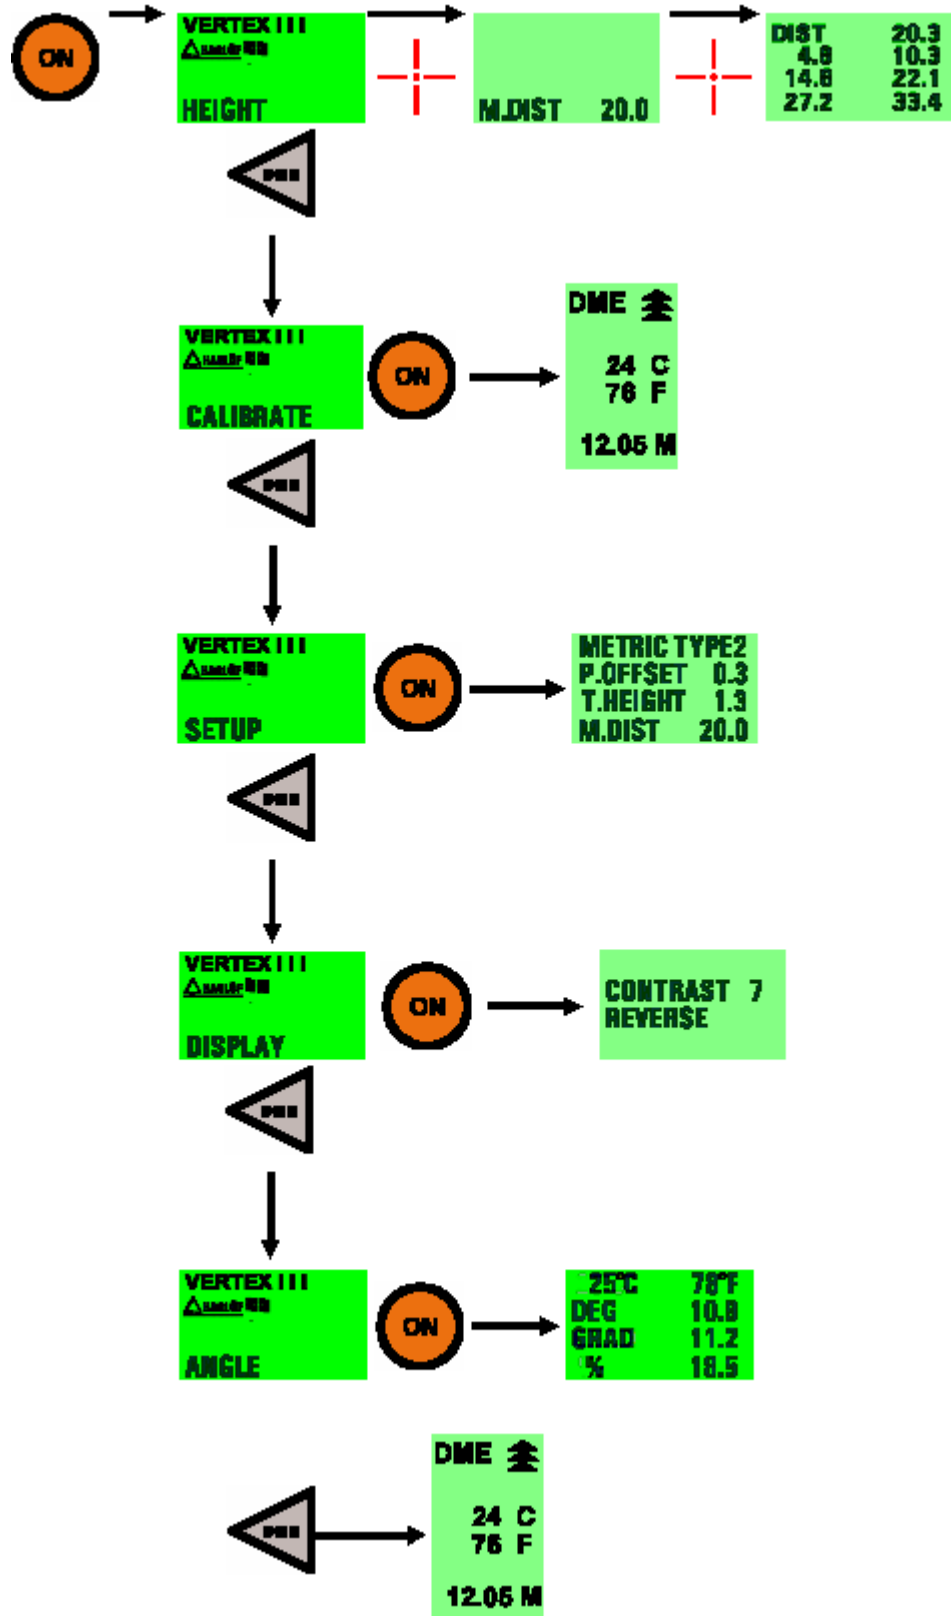 ON
VERTEX III
HEIGHT
M.DIST 20.0
DIST 20.3
4.8 10.3
14.8 22.1
27.2 33.4
VERTEX III
CALIBRATE
ON
DME
24 C
76 F
12.05 M
VERTEX III
SETUP
ON
METRIC TYPE2
P.OFFSET 0.3
T.HEIGHT 1.3
M.DIST 20.0
VERTEX III
DISPLAY
ON
CONTRAST 7
REVERSE
VERTEX III
ANGLE
ON
25°C 78°F
DEG 10.8
GRAD 11.2
% 18.5
DME
24 C
76 F
12.05 M